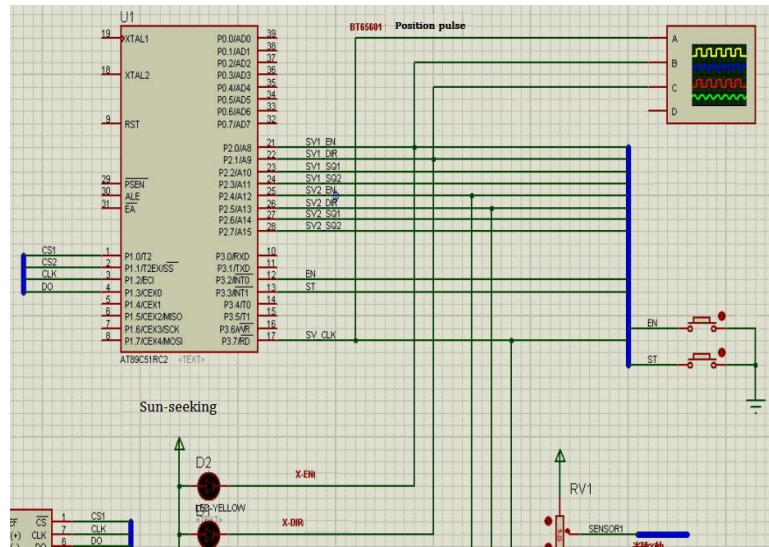 U1
BT65601 Position pulse
19 XTAL1 P0.0/AD0 39 A
P0.1/AD1 38
P0.2/AD2 37 B
18 XTAL2 P0.3/AD3 36
P0.4/AD4 35 C
P0.5/AD5 34
P0.6/AD6 33 D
9 RST P0.7/AD7 32
P2.0/A8 21 SV1_EN
P2.1/A9 22 SV1_DIR
P2.2/A10 23 SV1_SQ1
29 PSEN P2.3/A11 24 SV1_SQ2
30 ALE P2.4/A12 25 SV2_EN
31 EA P2.5/A13 26 SV2_DIR
P2.6/A14 27 SV2_SQ1
P2.7/A15 28 SV2_SQ2
CS1 1 P1.0/T2 P3.0/RXD 10
CS2 2 P1.1/T2EX/SS P3.1/TXD 11
CLK 3 P1.2/ECI P3.2/INT0 12 EN
DO 4 P1.3/CEX0 P3.3/INT1 13 ST
5 P1.4/CEX1 P3.4/T0 14
6 P1.5/CEX2/MISO P3.5/T1 15
7 P1.6/CEX3/SCK P3.6/WR 16 EN
8 P1.7/CEX4/MOSI P3.7/RD 17 SV_CLK
AT89C51RC2 <TEXT> ST
Sun-seeking
D2
X-EN
RV1
LED-YELLOW
X-DIR
CS 1 CS1
CLK 7 CLK SENSOR1
DO 6 DO